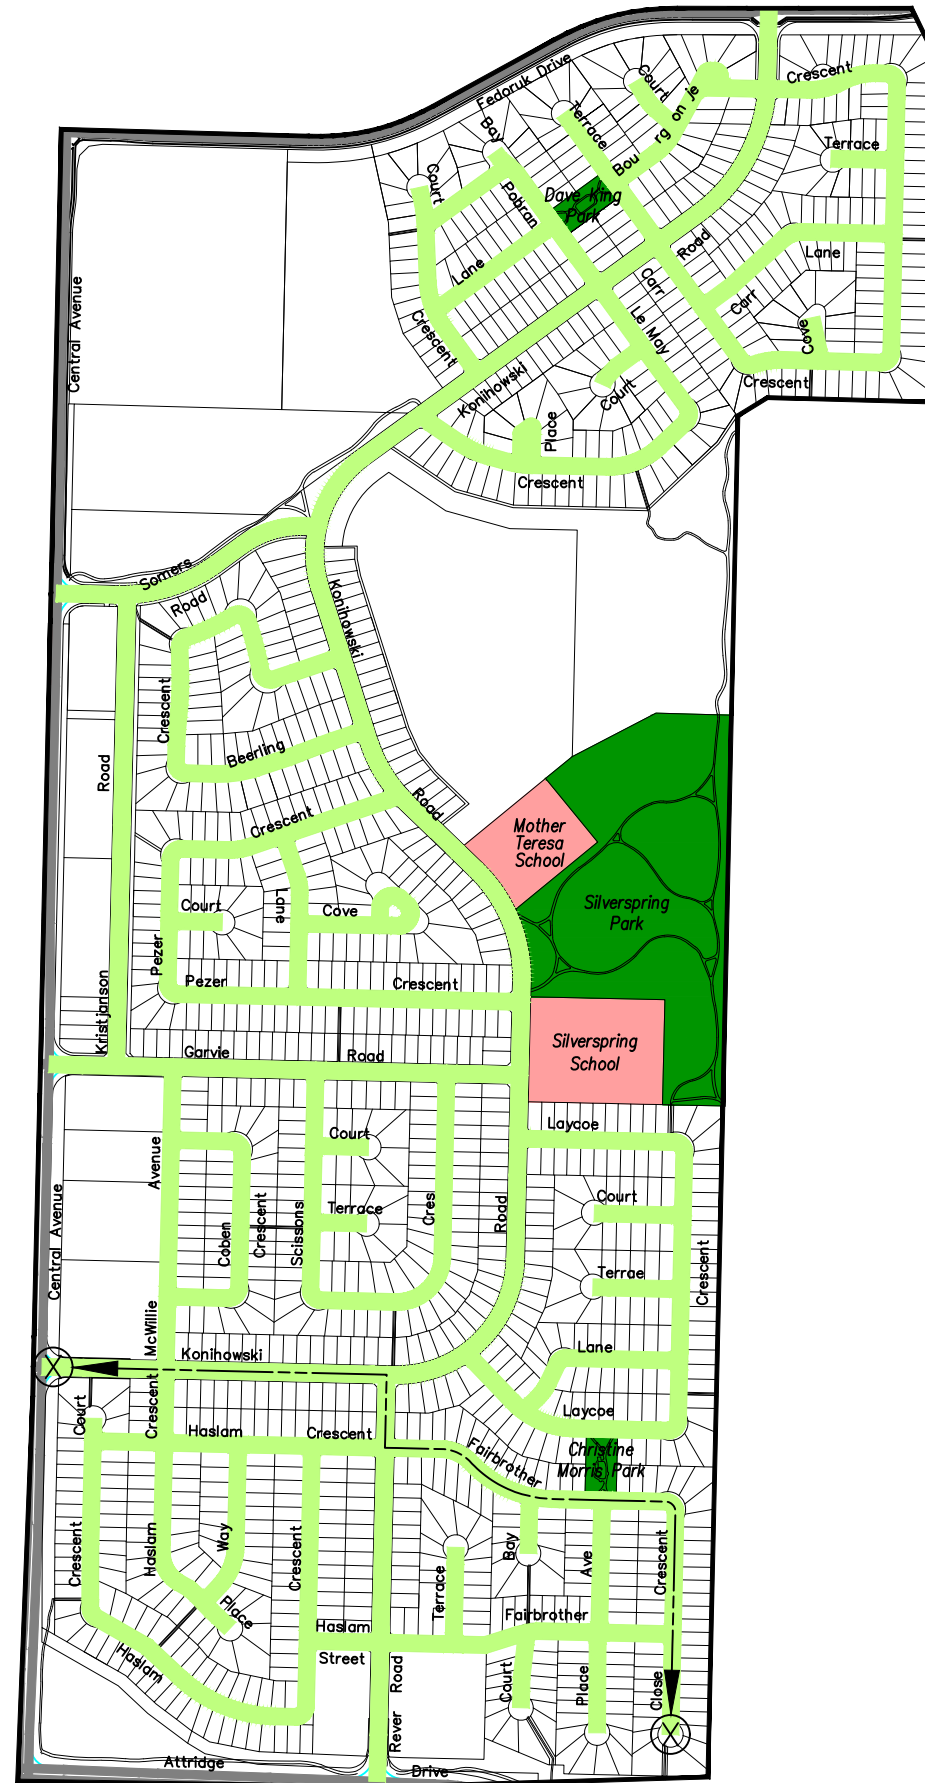 Fedoruk Drive
Court
Crescent
Bourgonje
Terrace
Bay
Terrace
Court
Pobran
Dave King
Park
Road
Lane
Lane
Carr
Carr
Central Avenue
Le May
Cove
Crescent
Konihowski
Crescent
Court
Place
Crescent
Somers
Road
Konihowski
Crescent
Beerling
Road
Road
Crescent
Mother
Teresa
School
Court
Lane
Cove
Silverspring
Park
Pezer
Pezer
Crescent
Kristjanson
Garvie
Road
Silverspring
School
Laycoe
Court
Avenue
Court
Terrace
Cres
Road
Coben
Crescent
Scissons
Central Avenue
Crescent
Terrae
McWillie
Konihowski
Lane
Court
Crescent
Haslam
Crescent
Laycoe
Fairbrother
Christine
Morris Park
Crescent
Haslam
Way
Crescent
Bay
Ave
Crescent
Terrace
Place
Haslam
Street
Fairbrother
Haslam
Road
Court
Place
Close
Rever
Attridge
Drive